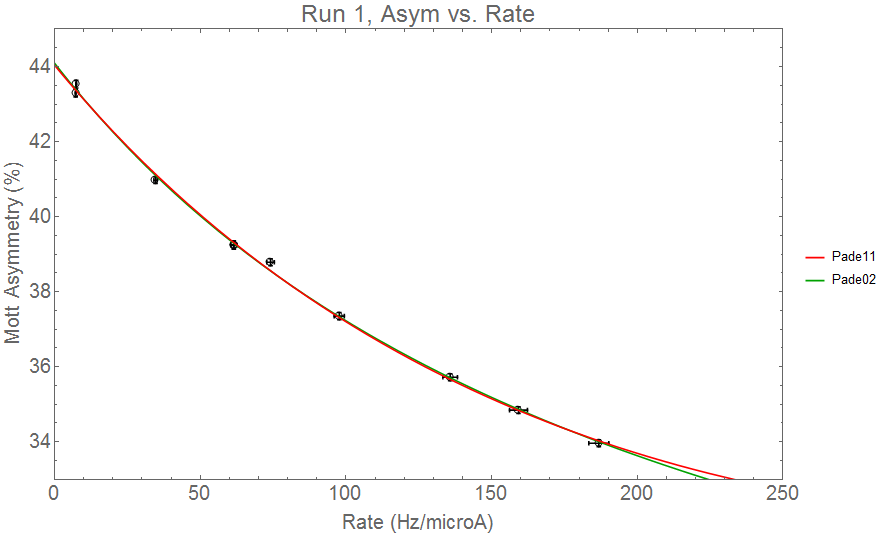 Run 1, Asym vs. Rate
Mott Asymmetry (%)
44
42
40
38
36
34
0
50
100
150
200
250
Rate (Hz/microA)
Pade11
Pade02